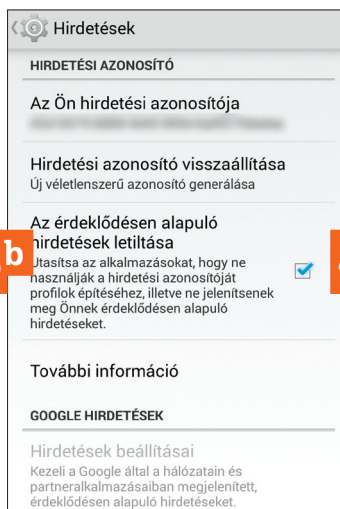 Hirdetések
HIRDETÉSI AZONOSÍTÓ
Az Ön hirdetési azonosítója
Hirdetési azonosító visszaállítása
Új véletlenszerű azonosító generálása
Az érdeklődésen alapuló
hirdetések letiltása
b
Utasítsa az alkalmazásokat, hogy ne
használják a hirdetési azonosítóját
profilok építéséhez, illetve ne jelenítsenek
meg Önnek érdeklődésen alapuló
hirdetéseket.
További információ
GOOGLE HIRDETÉSEK
Hirdetések beállításai
Kezeli a Google által a hálózatain és
partneralkalmazásaiban megjelenített,
érdeklődésen alapuló hirdetéseket.